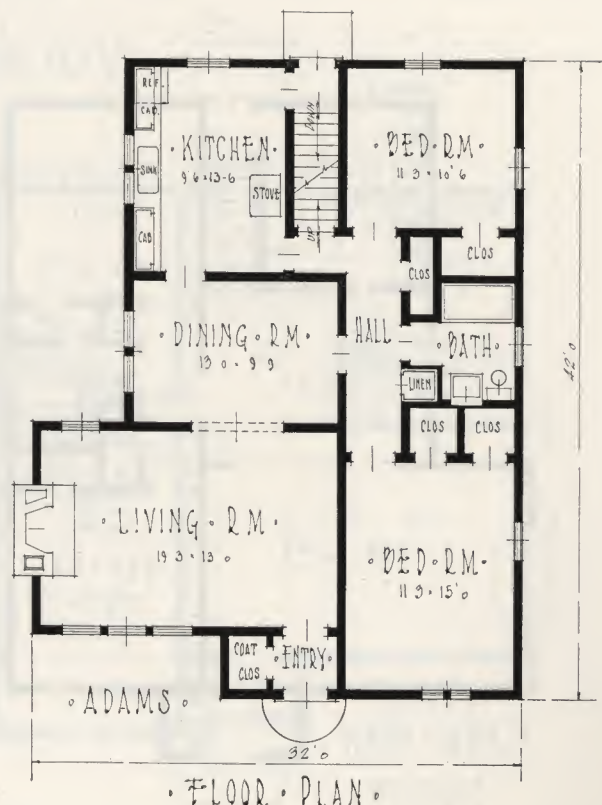 REF.
CAB.
SINK
CAB
·KITCHEN·
9'6×13-6
STOVE
DOWN
UP
·BED·RM·
11 3×10'6
CLOS
CLOS
·DINING·RM·
13 0×9 9
HALL
·BATH·
LINEN
CLOS
CLOS
42'0
·LIVING·RM·
19 3×13 0
·BED·RM·
11 3×15'0
COAT
CLOS
·ENTRY·
·ADAMS·
32'0
·FLOOR·PLAN·